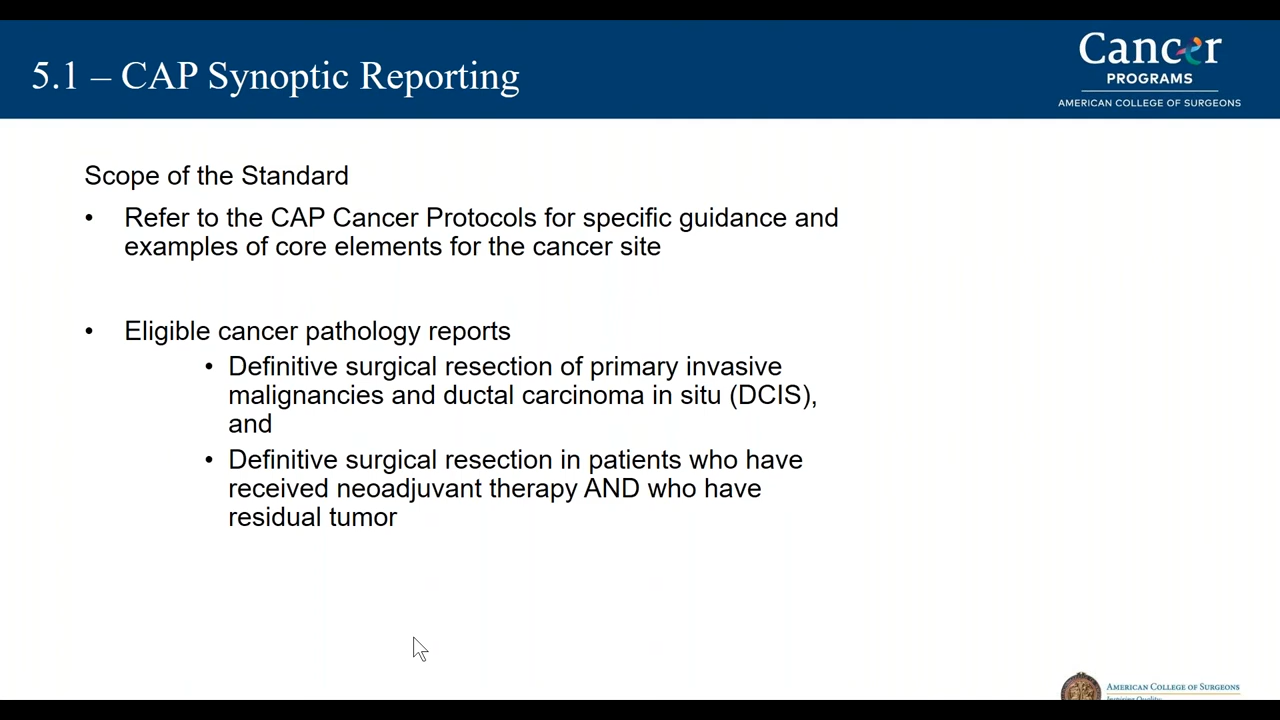 5.1 – CAP Synoptic Reporting
Cancer
PROGRAMS
AMERICAN COLLEGE OF SURGEONS
Scope of the Standard
• Refer to the CAP Cancer Protocols for specific guidance and
examples of core elements for the cancer site
• Eligible cancer pathology reports
• Definitive surgical resection of primary invasive
malignancies and ductal carcinoma in situ (DCIS),
and
• Definitive surgical resection in patients who have
received neoadjuvant therapy AND who have
residual tumor
AMERICAN COLLEGE OF SURGEONS